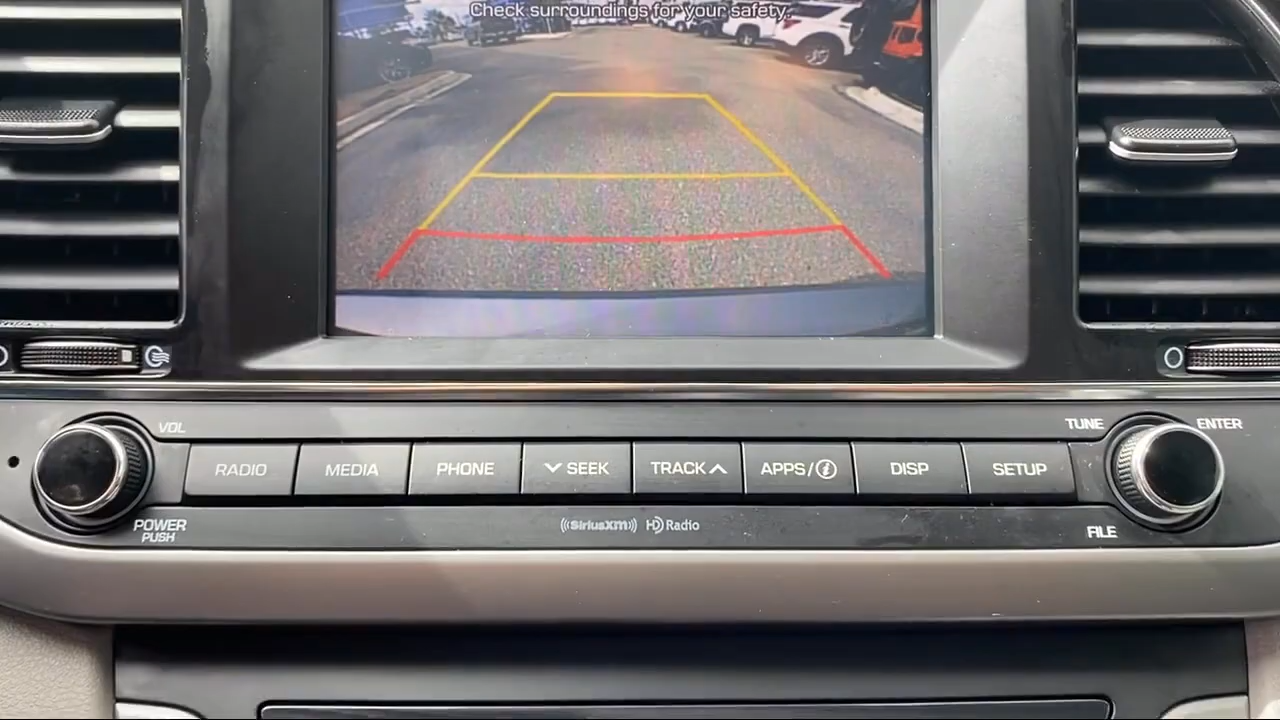 Check surroundings for your safety.
VOL
TUNE
ENTER
RADIO
MEDIA
PHONE
SEEK
TRACK
APPS/i
DISP
SETUP
POWER
PUSH
SiriusXM
HD Radio
FILE